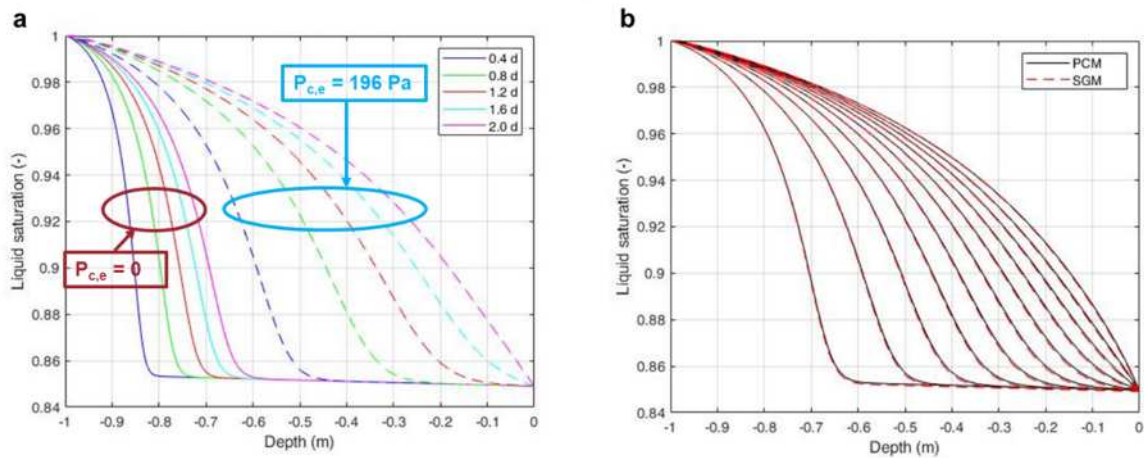 a
1
0.98
0.96
0.94
0.92
0.9
0.88
0.86
0.84
Liquid saturation (-)
-1 -0.9 -0.8 -0.7 -0.6 -0.5 -0.4 -0.3 -0.2 -0.1 0
Depth (m)
0.4 d
0.8 d
1.2 d
1.6 d
2.0 d
Pc,e = 196 Pa
Pc,e = 0
b
1
0.98
0.96
0.94
0.92
0.9
0.88
0.86
0.84
Liquid saturation (-)
-1 -0.9 -0.8 -0.7 -0.6 -0.5 -0.4 -0.3 -0.2 -0.1 0
Depth (m)
PCM
SGM